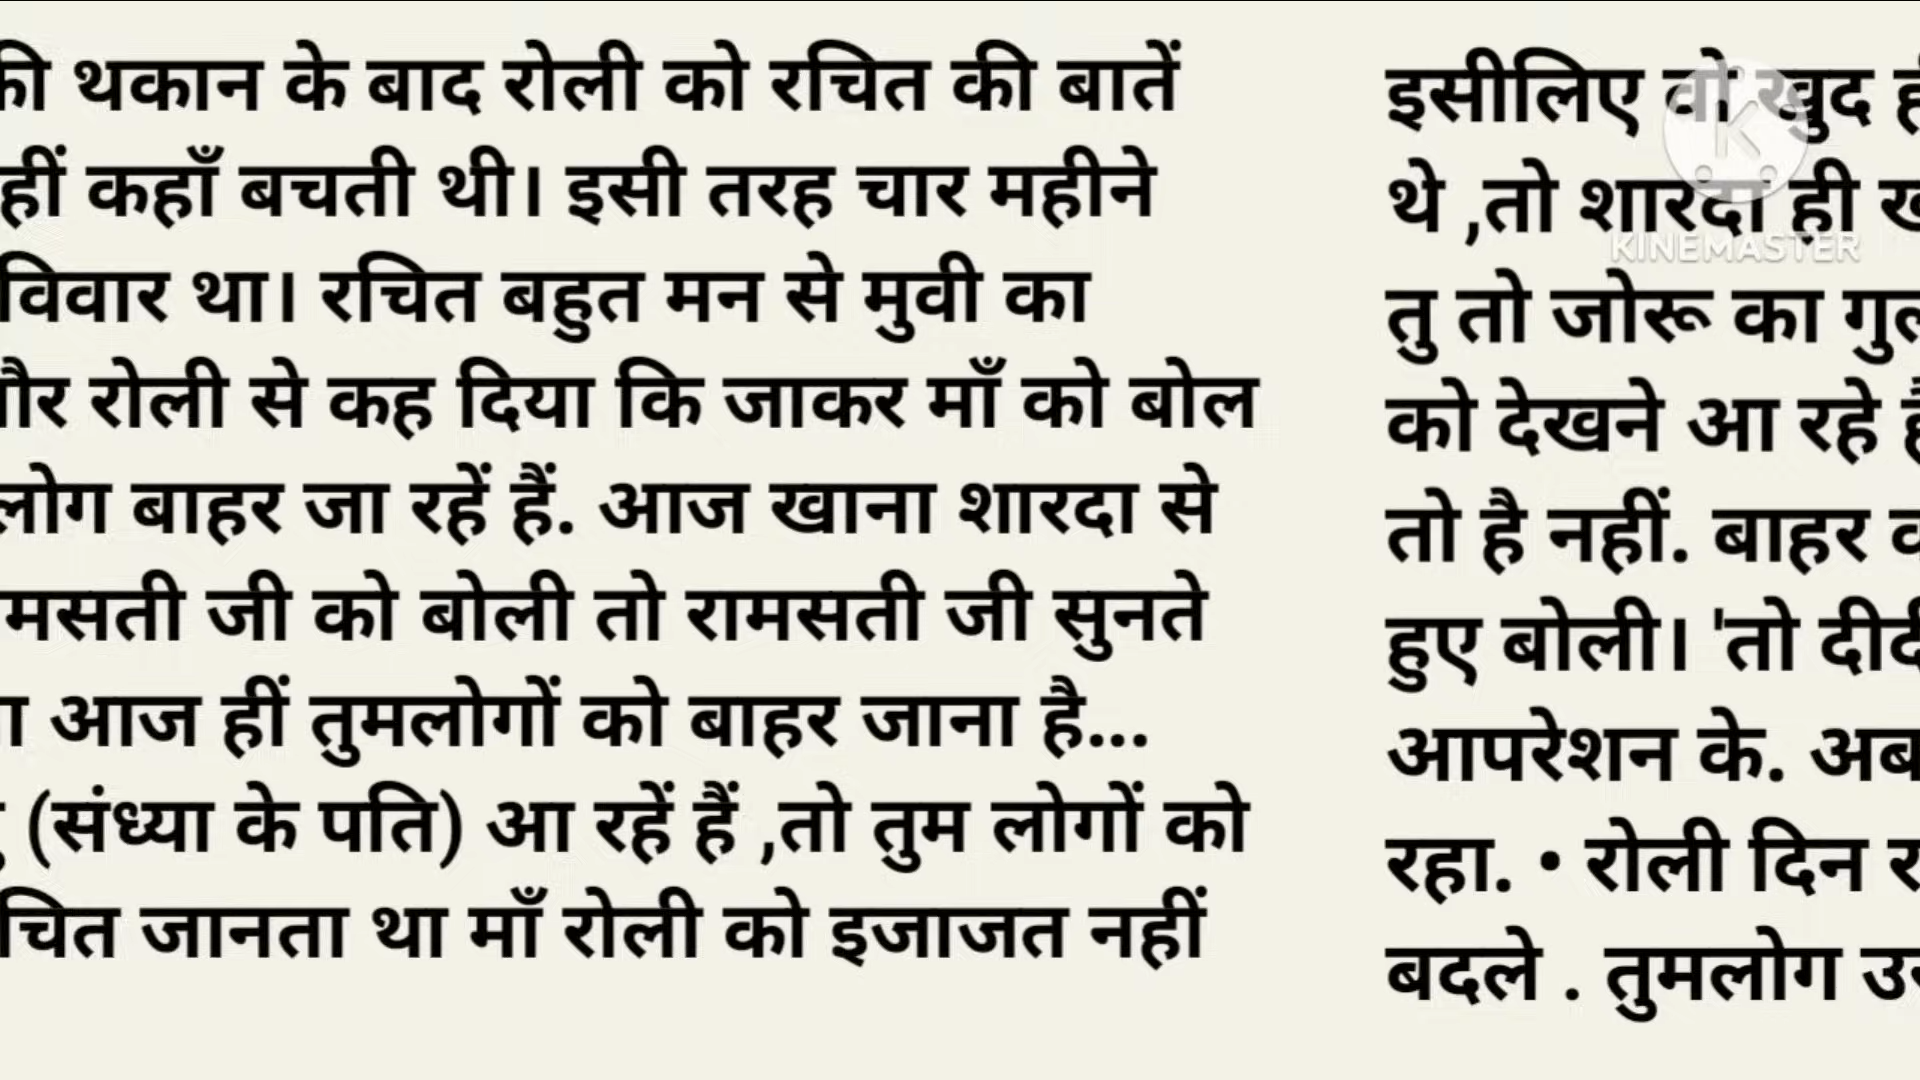 की थकान के बाद रोली को रचित की बातें
हीं कहाँ बचती थी। इसी तरह चार महीने
विवार था। रचित बहुत मन से मुवी का
और रोली से कह दिया कि जाकर माँ को बोल
लोग बाहर जा रहें हैं. आज खाना शारदा से
मसती जी को बोली तो रामसती जी सुनते
आज हीं तुमलोगों को बाहर जाना है...
(संध्या के पति) आ रहें हैं ,तो तुम लोगों को
चित जानता था माँ रोली को इजाजत नहीं
इसीलिए वो खुद
थे ,तो शारदा ही
तु तो जोरू का
को देखने आ रहे
तो है नहीं. बाहर
हुए बोली। 'तो
आपरेशन के. अब
रहा. • रोली दिन
बदले . तुमलोग
KINEMASTER